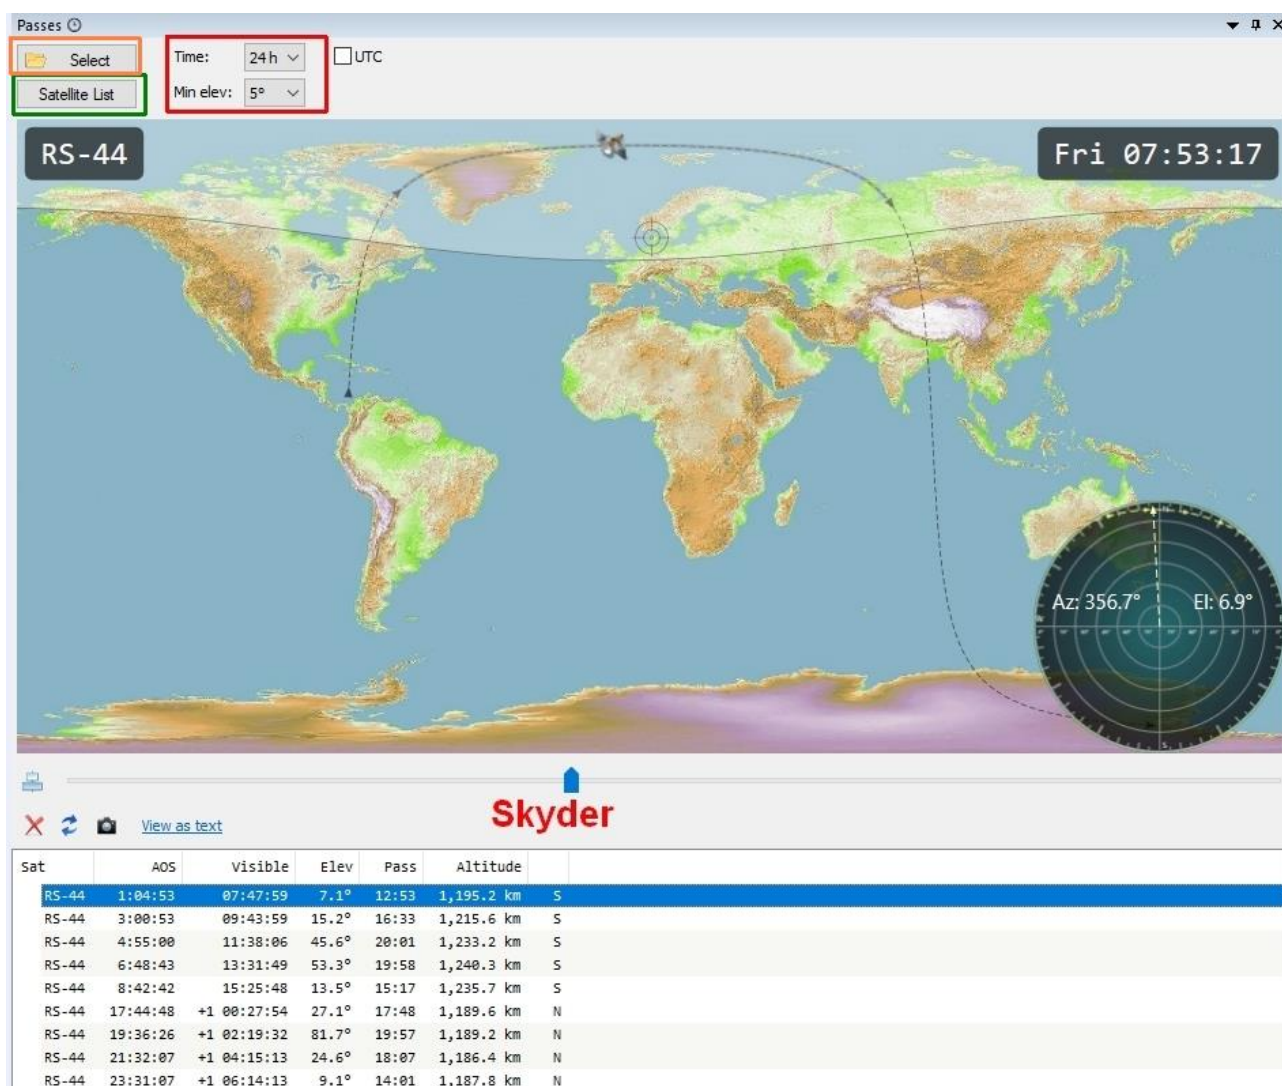 Passes
Select Time: 24 h UTC
Satellite List Min elev: 5°
RS-44 Fri 07:53:17
Az: 356.7° El: 6.9°
Skyder
View as text
Sat AOS Visible Elev Pass Altitude
RS-44 1:04:53 07:47:59 7.1° 12:53 1,195.2 km S
RS-44 3:00:53 09:43:59 15.2° 16:33 1,215.6 km S
RS-44 4:55:00 11:38:06 45.6° 20:01 1,233.2 km S
RS-44 6:48:43 13:31:49 53.3° 19:58 1,240.3 km S
RS-44 8:42:42 15:25:48 13.5° 15:17 1,235.7 km S
RS-44 17:44:48 +1 00:27:54 27.1° 17:48 1,189.6 km N
RS-44 19:36:26 +1 02:19:32 81.7° 19:57 1,189.2 km N
RS-44 21:32:07 +1 04:15:13 24.6° 18:07 1,186.4 km N
RS-44 23:31:07 +1 06:14:13 9.1° 14:01 1,187.8 km N